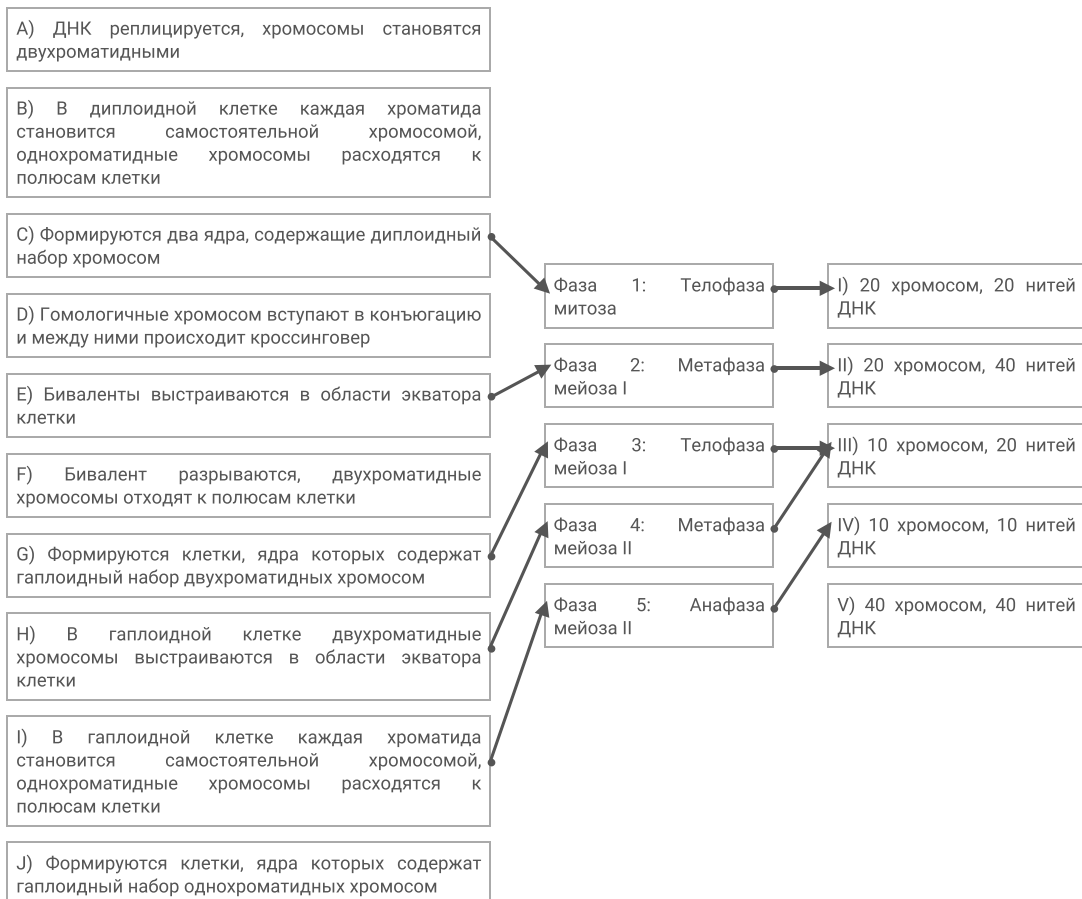 A) ДНК реплицируется, хромосомы становятся
двухроматидными
B) В диплоидной клетке каждая хроматида
становится самостоятельной хромосомой,
однохроматидные хромосомы расходятся к
полюсам клетки
C) Формируются два ядра, содержащие диплоидный
набор хромосом
D) Гомологичные хромосом вступают в конъюгацию
и между ними происходит кроссинговер
E) Биваленты выстраиваются в области экватора
клетки
F) Бивалент разрываются, двухроматидные
хромосомы отходят к полюсам клетки
G) Формируются клетки, ядра которых содержат
гаплоидный набор двухроматидных хромосом
H) В гаплоидной клетке двухроматидные
хромосомы выстраиваются в области экватора
клетки
I) В гаплоидной клетке каждая хроматида
становится самостоятельной хромосомой,
однохроматидные хромосомы расходятся к
полюсам клетки
J) Формируются клетки, ядра которых содержат
гаплоидный набор однохроматидных хромосом
Фаза 1: Телофаза
митоза
Фаза 2: Метафаза
мейоза I
Фаза 3: Телофаза
мейоза I
Фаза 4: Метафаза
мейоза II
Фаза 5: Анафаза
мейоза II
I) 20 хромосом, 20 нитей
ДНК
II) 20 хромосом, 40 нитей
ДНК
III) 10 хромосом, 20 нитей
ДНК
IV) 10 хромосом, 10 нитей
ДНК
V) 40 хромосом, 40 нитей
ДНК